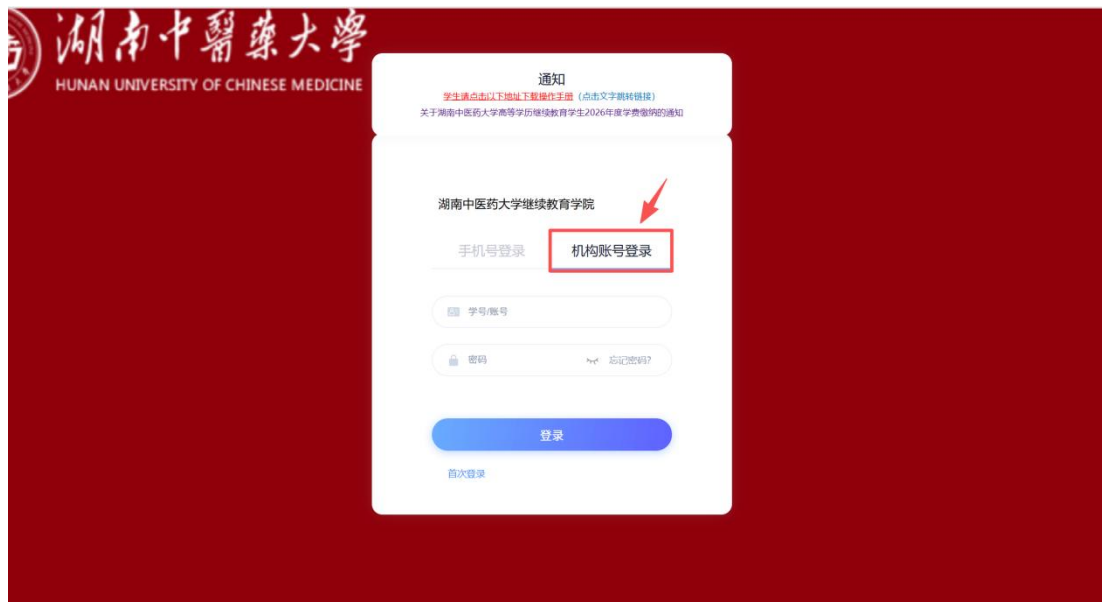 湖南中醫藥大學
HUNAN UNIVERSITY OF CHINESE MEDICINE
通知
学生请点击以下地址下载操作手册（点击文字跳转链接）
关于湖南中医药大学高等学历继续教育学生2026年度学费缴纳的通知
湖南中医药大学继续教育学院
手机号登录 机构账号登录
学号/账号
密码 忘记密码?
登录
首次登录